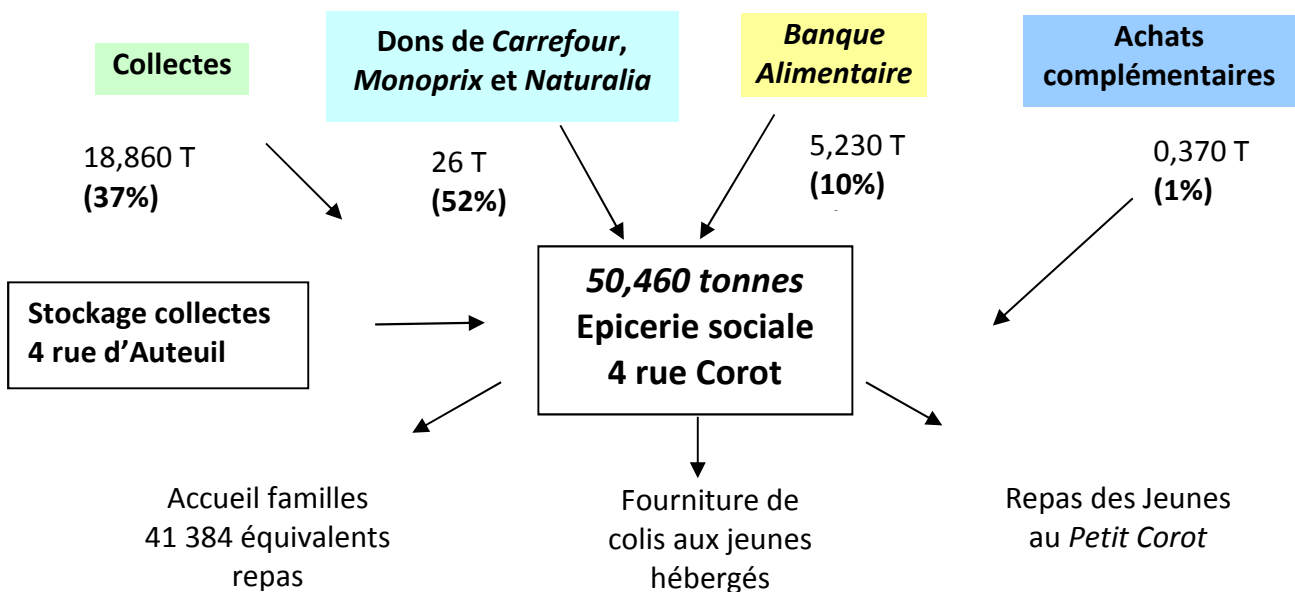 Collectes
Dons de Carrefour,
Monoprix et Naturalia
Banque
Alimentaire
Achats
complémentaires
18,860 T
(37%)
26 T
(52%)
5,230 T
(10%)
0,370 T
(1%)
Stockage collectes
4 rue d’Auteuil
50,460 tonnes
Epicerie sociale
4 rue Corot
Accueil familles
41 384 équivalents
repas
Fourniture de
colis aux jeunes
hébergés
Repas des Jeunes
au Petit Corot